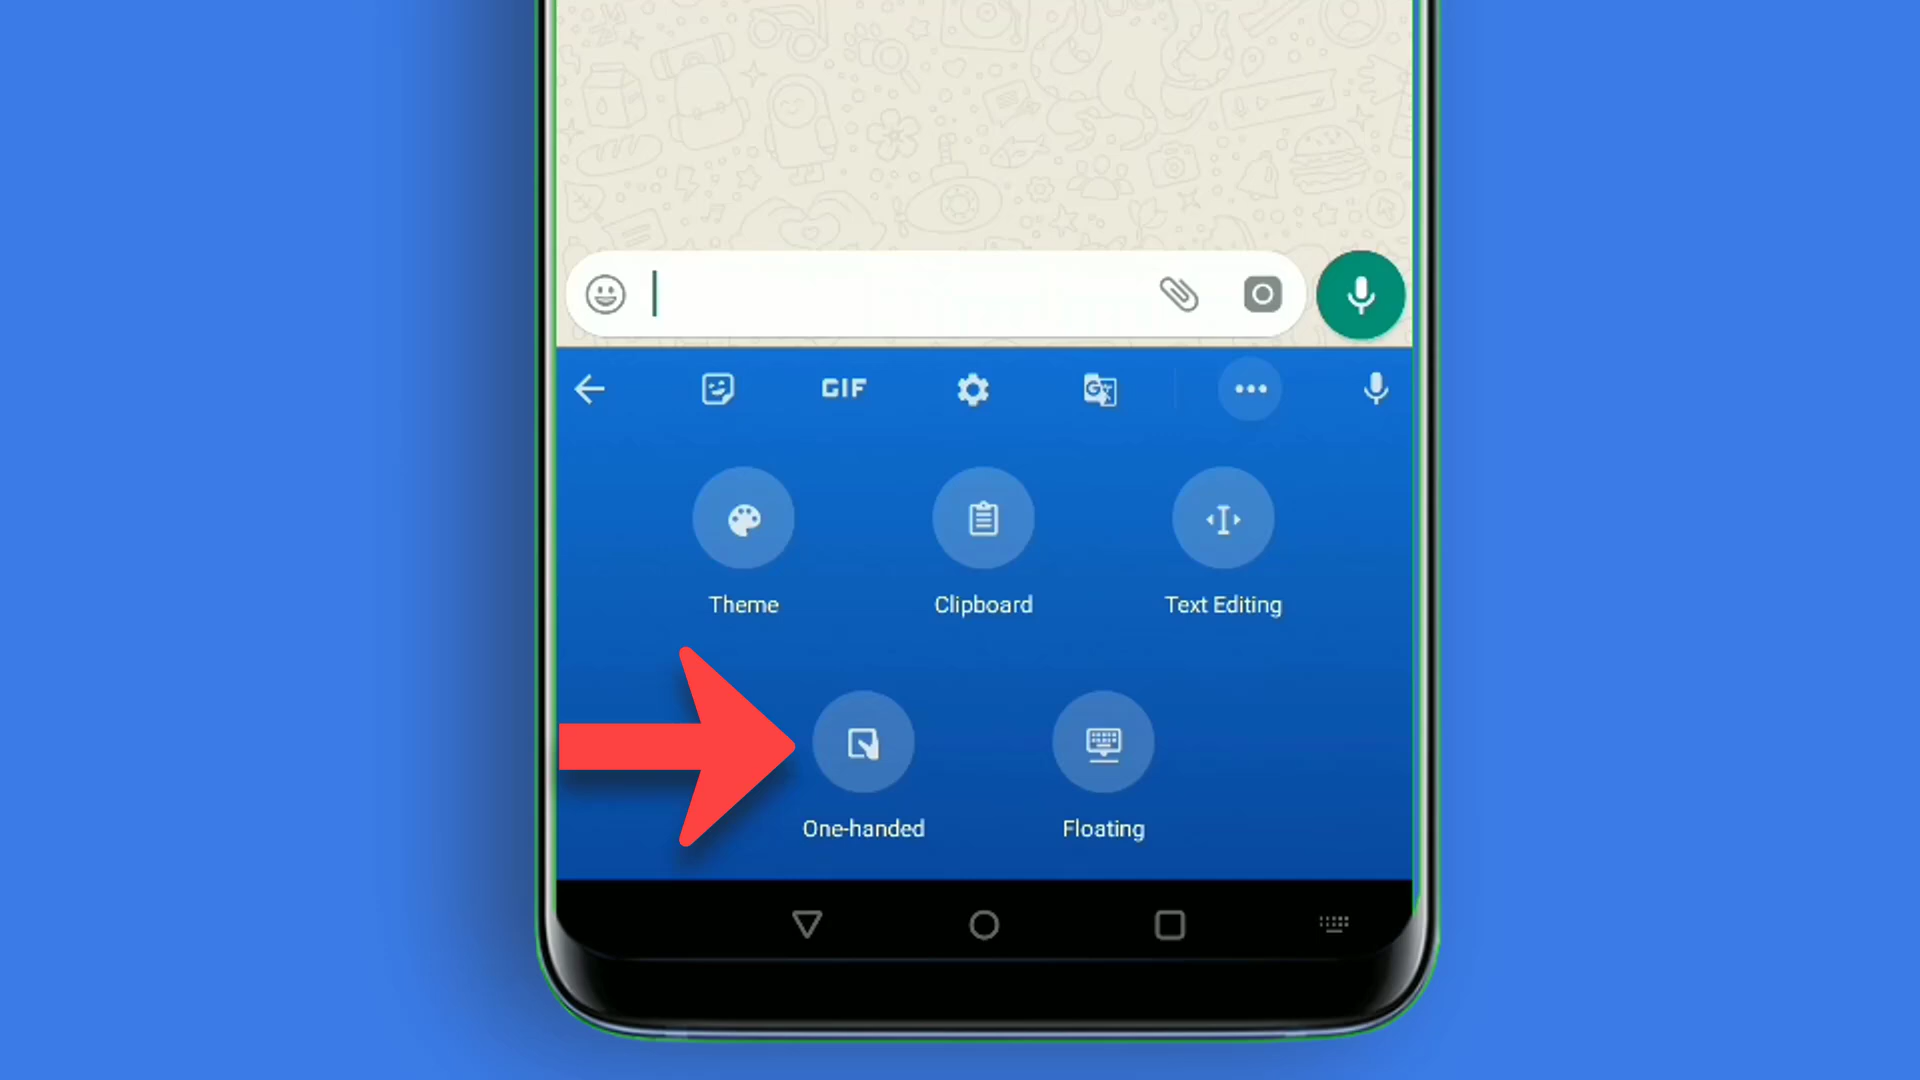 GIF
G
Theme
Clipboard
Text Editing
One-handed
Floating